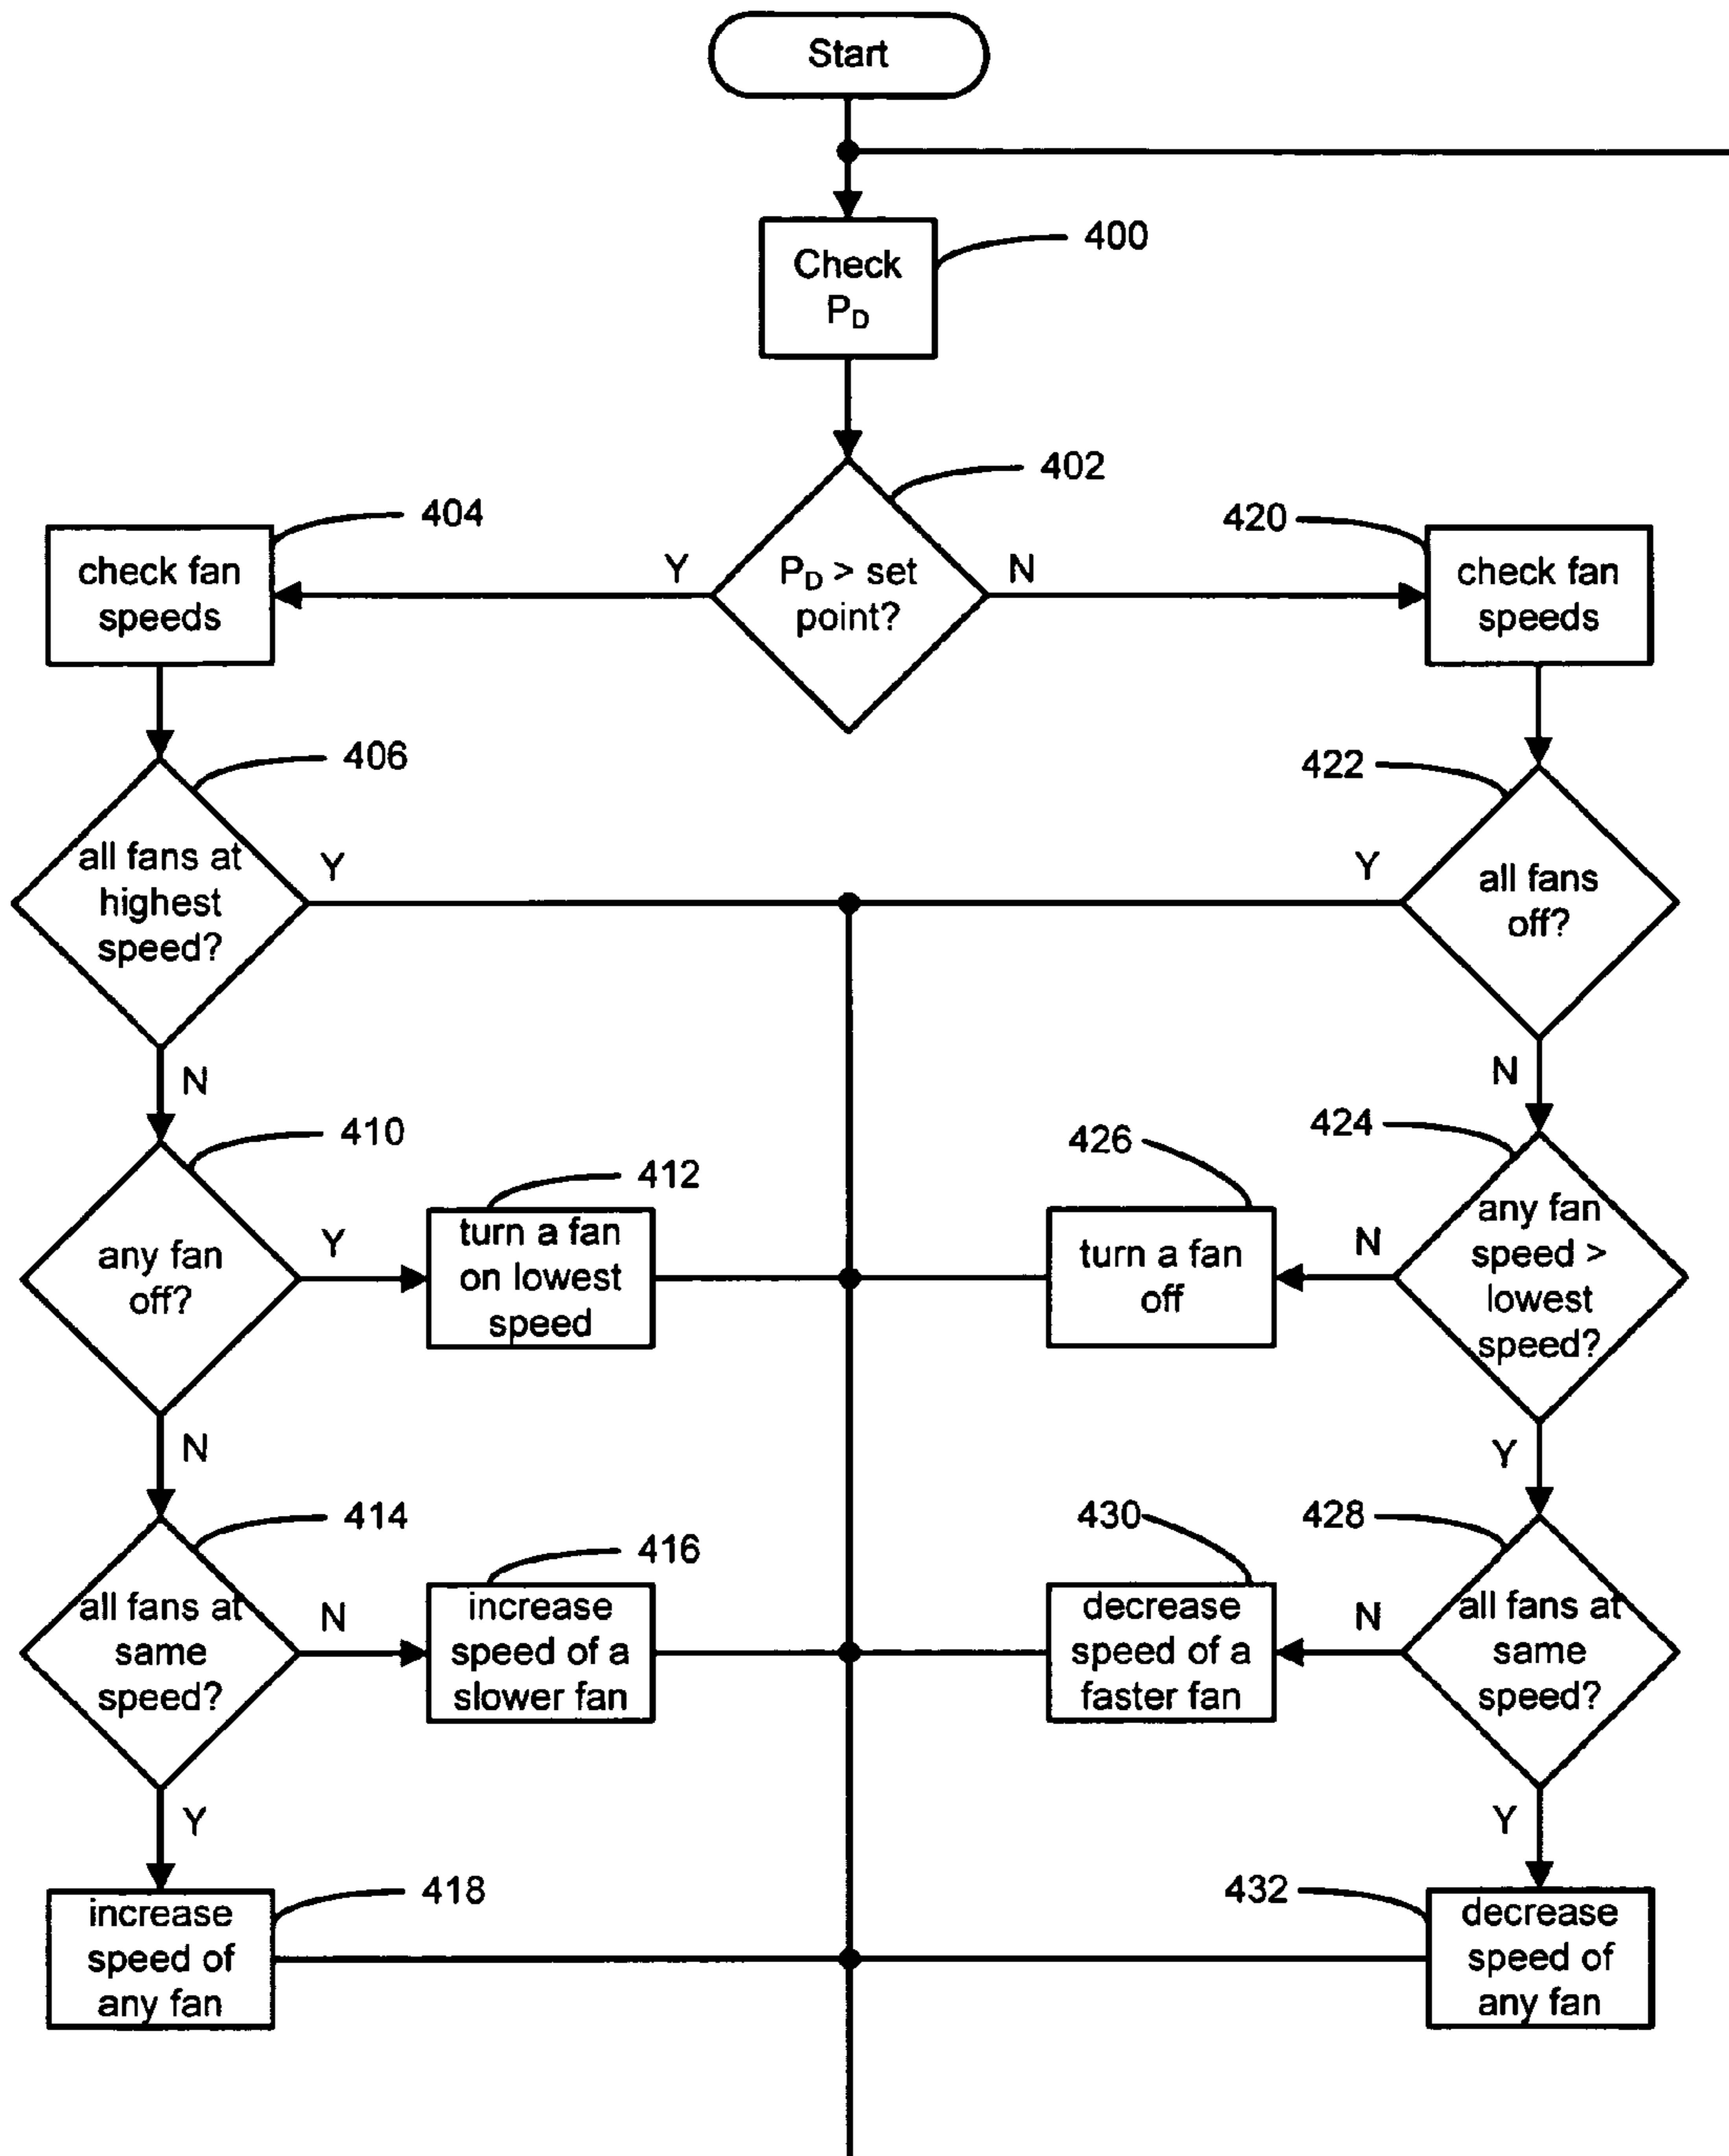 Start
400
Check
P_D
402
404
420
check fan
speeds
Y
P_D > set
point?
N
check fan
speeds
406
422
all fans at
highest
speed?
Y
Y
all fans
off?
N
N
410
424
412
426
any fan
off?
Y
turn a fan
on lowest
speed
turn a fan
off
N
any fan
speed >
lowest
speed?
N
Y
414
428
416
430
all fans at
same
speed?
N
increase
speed of a
slower fan
decrease
speed of a
faster fan
N
all fans at
same
speed?
Y
Y
418
432
increase
speed of
any fan
decrease
speed of
any fan